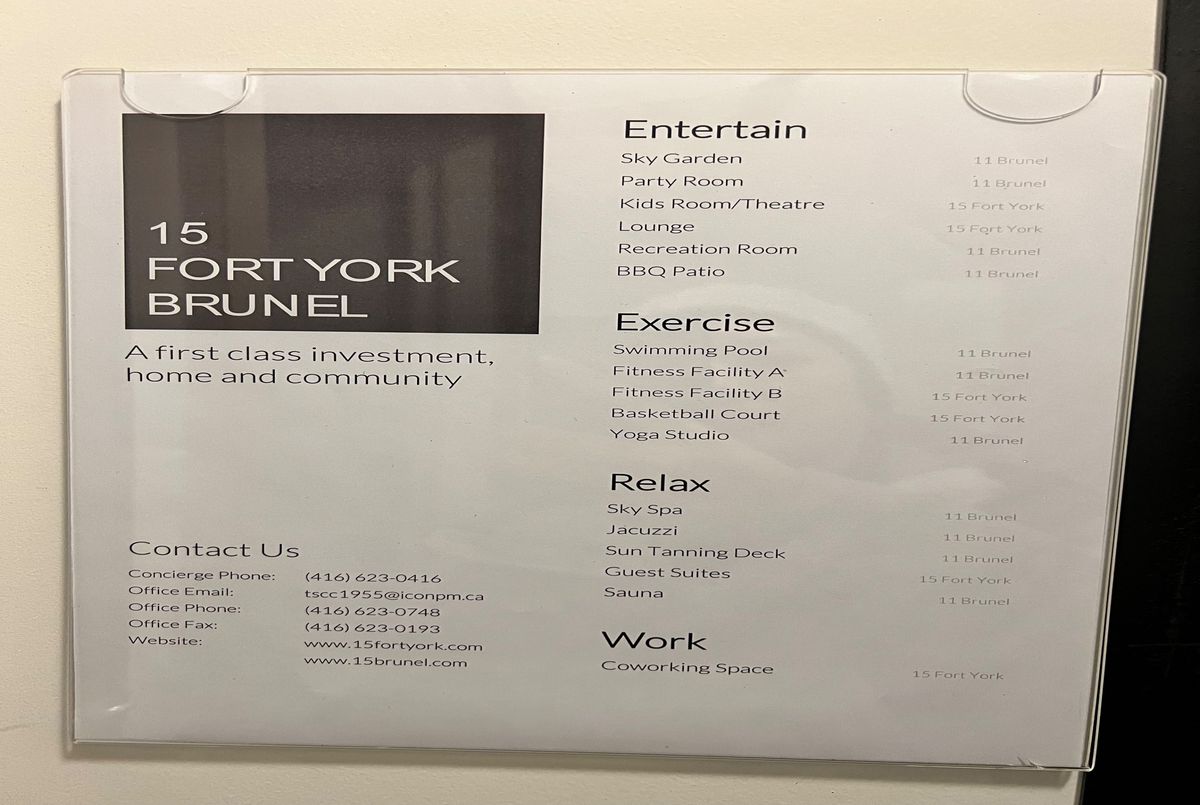 15
FORT YORK
BRUNEL
A first class investment,
home and community
Contact Us
Concierge Phone: (416) 623-0416
Office Email: tscc1955@iconpm.ca
Office Phone: (416) 623-0748
Office Fax: (416) 623-0193
Website: www.15fortyork.com
www.15brunel.com
Entertain
Sky Garden 11 Brunel
Party Room 11 Brunel
Kids Room/Theatre 15 Fort York
Lounge 15 Fort York
Recreation Room 11 Brunel
BBQ Patio 11 Brunel
Exercise
Swimming Pool 11 Brunel
Fitness Facility A 11 Brunel
Fitness Facility B 15 Fort York
Basketball Court 15 Fort York
Yoga Studio 11 Brunel
Relax
Sky Spa 11 Brunel
Jacuzzi 11 Brunel
Sun Tanning Deck 11 Brunel
Guest Suites 15 Fort York
Sauna 11 Brunel
Work
Coworking Space 15 Fort York